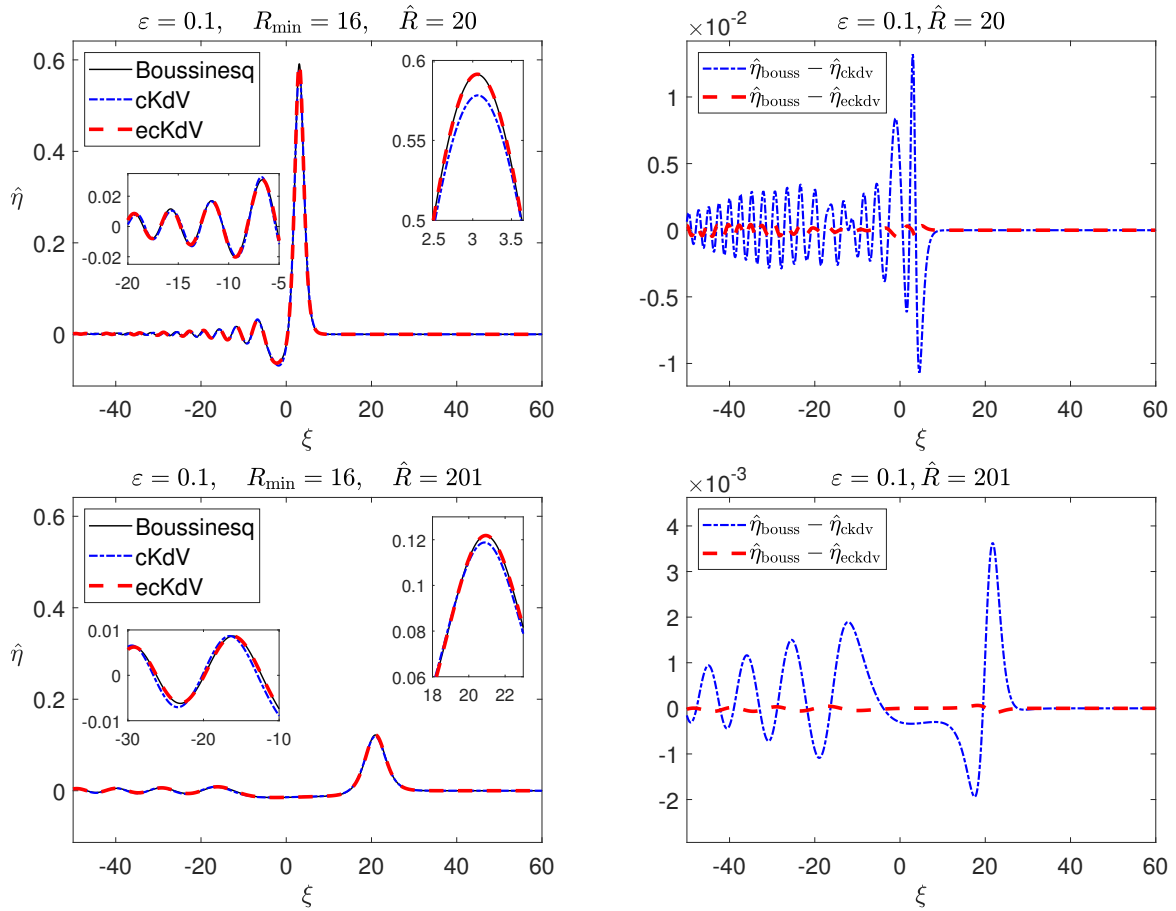 ε = 0.1, R_min = 16, R̂ = 20
0.6
0.4
0.2
0
η̂
Boussinesq
cKdV
ecKdV
0.02
0
-0.02
-20 -15 -10 -5
0.6
0.55
0.5
2.5 3 3.5
-40 -20 0 20 40 60
ξ
×10⁻²
ε = 0.1, R̂ = 20
1
0.5
0
-0.5
-1
η̂_bouss − η̂_ckdv
η̂_bouss − η̂_eckdv
-40 -20 0 20 40 60
ξ
ε = 0.1, R_min = 16, R̂ = 201
0.6
0.4
0.2
0
η̂
Boussinesq
cKdV
ecKdV
0.01
0
-0.01
-30 -20 -10
0.12
0.1
0.08
0.06
18 20 22
-40 -20 0 20 40 60
ξ
×10⁻³
ε = 0.1, R̂ = 201
4
3
2
1
0
-1
-2
η̂_bouss − η̂_ckdv
η̂_bouss − η̂_eckdv
-40 -20 0 20 40 60
ξ